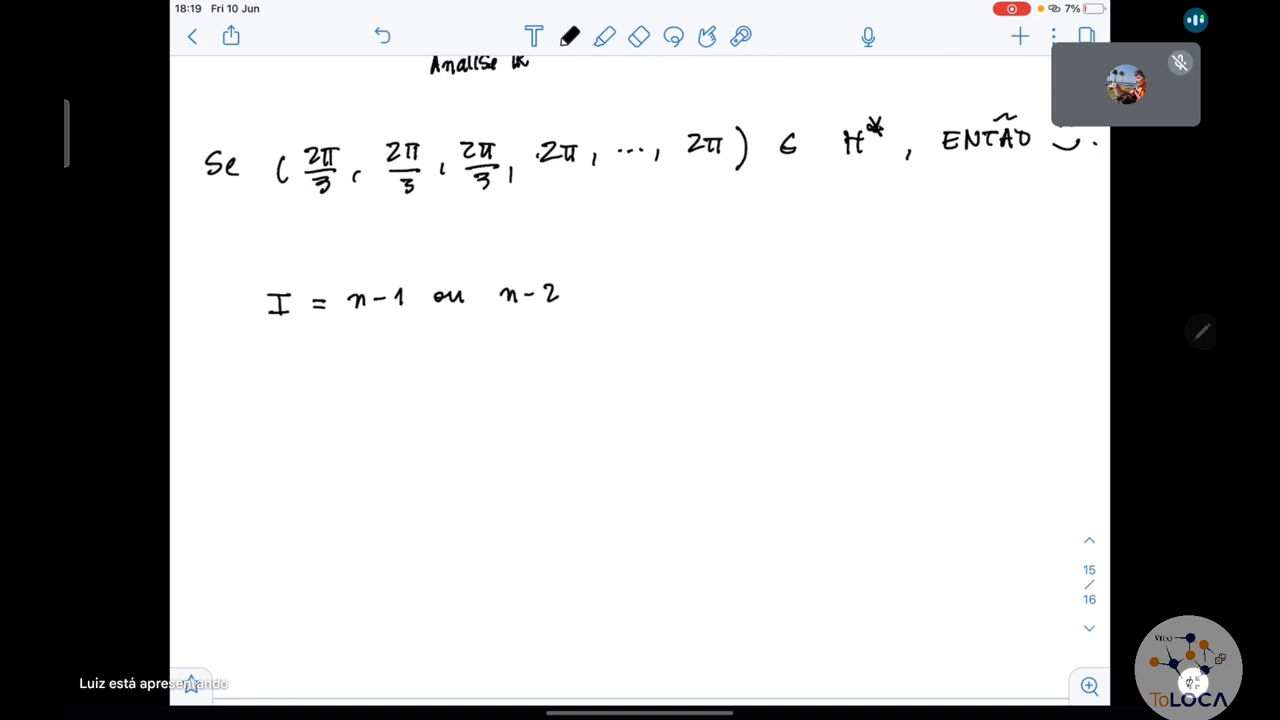 18:19 Fri 10 Jun
7%
T
Análise
Se ( 2π/3, 2π/3, 2π/3, 2π, ..., 2π ) ∈ M*, ENTÃO .
I = n-1 ou n-2
15
/
16
Luiz está apresentando
∇f(x)
ToLOCA